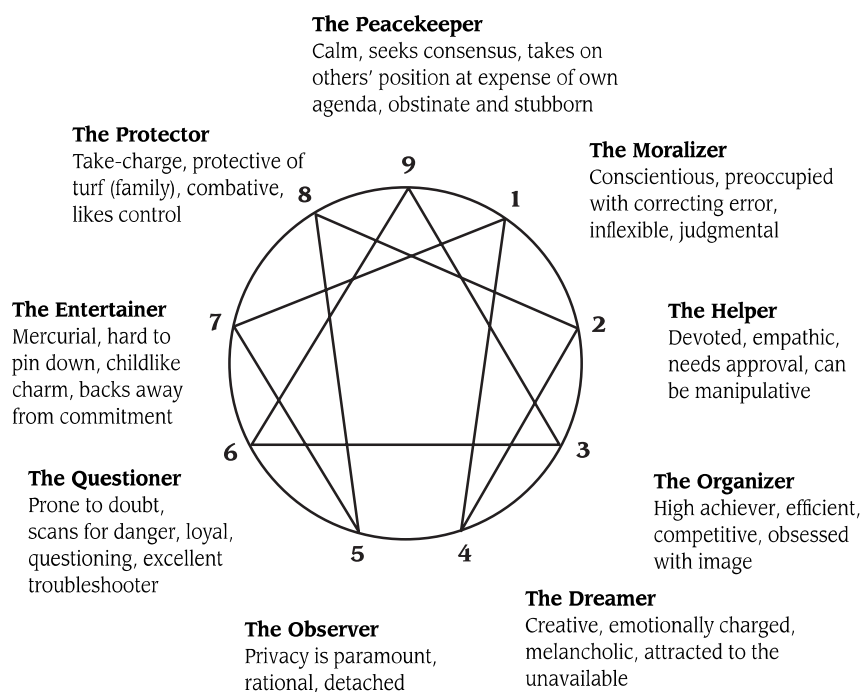 The Peacekeeper
Calm, seeks consensus, takes on
others' position at expense of own
agenda, obstinate and stubborn
The Protector
Take-charge, protective of
turf (family), combative,
likes control
9
8
1
The Moralizer
Conscientious, preoccupied
with correcting error,
inflexible, judgmental
The Entertainer
Mercurial, hard to
pin down, childlike
charm, backs away
from commitment
7
2
The Helper
Devoted, empathic,
needs approval, can
be manipulative
6
3
The Questioner
Prone to doubt,
scans for danger, loyal,
questioning, excellent
troubleshooter
The Organizer
High achiever, efficient,
competitive, obsessed
with image
5
4
The Observer
Privacy is paramount,
rational, detached
The Dreamer
Creative, emotionally charged,
melancholic, attracted to the
unavailable